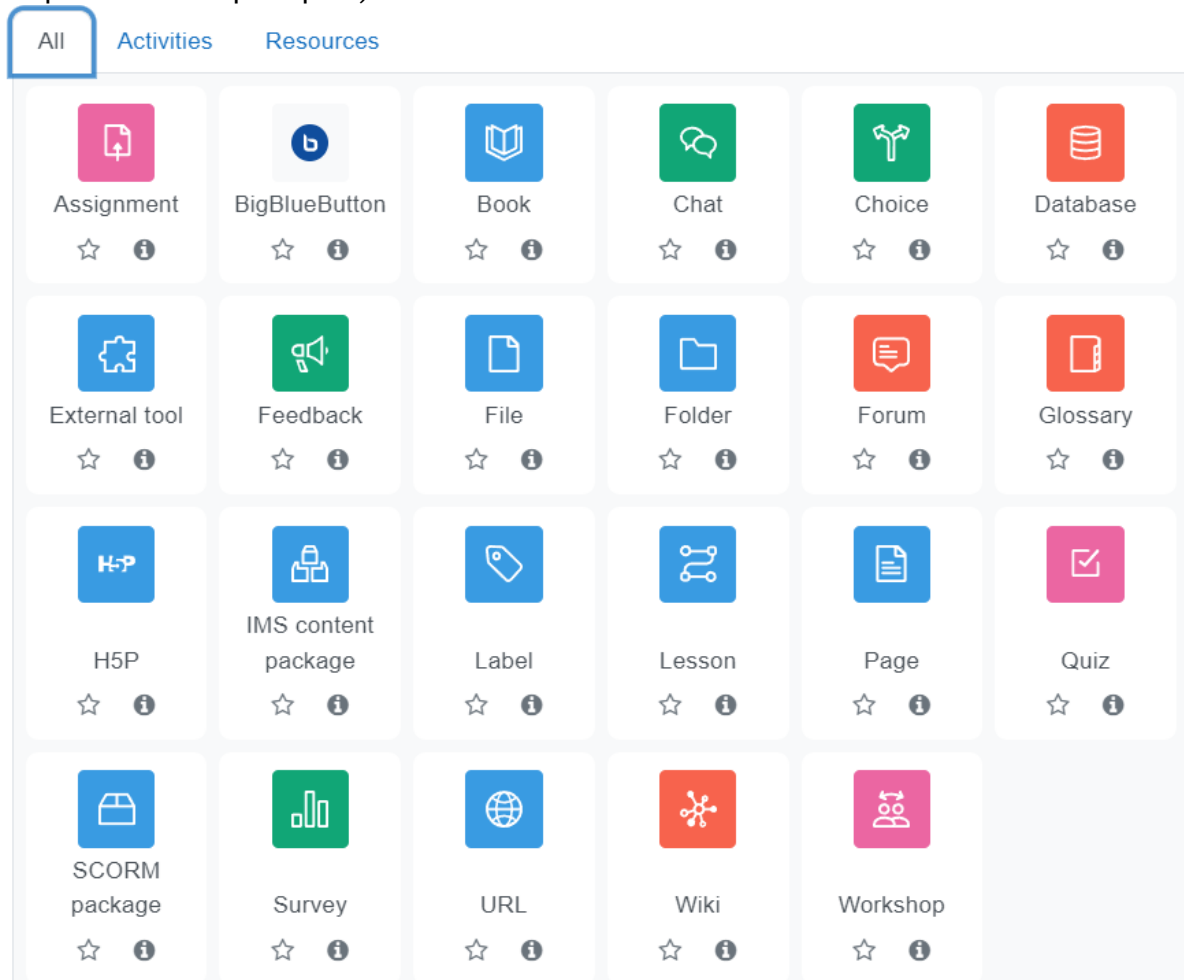 All Activities Resources
Assignment BigBlueButton Book Chat Choice Database
External tool Feedback File Folder Forum Glossary
H5P
H5P IMS content package Label Lesson Page Quiz
SCORM package Survey URL Wiki Workshop